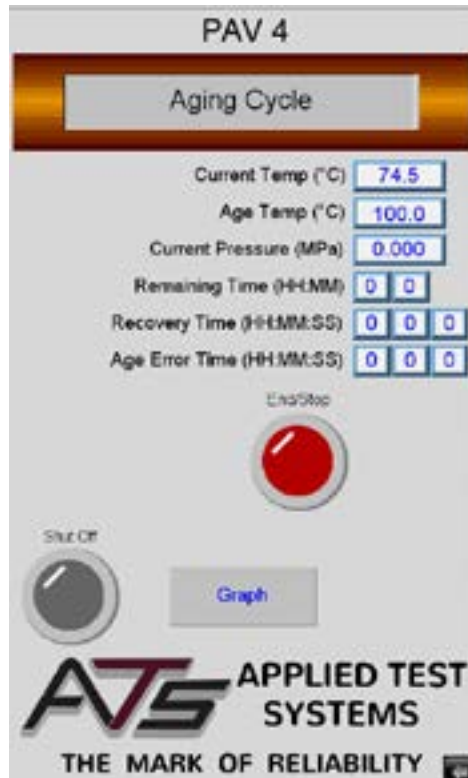 PAV 4
Aging Cycle
Current Temp (°C) 74.5
Age Temp (°C) 100.0
Current Pressure (MPa) 0.000
Remaining Time (HH:MM) 0 0
Recovery Time (HH:MM:SS) 0 0 0
Age Error Time (HH:MM:SS) 0 0 0
End/Stop
Shut Off
Graph
ATS APPLIED TEST
SYSTEMS
THE MARK OF RELIABILITY